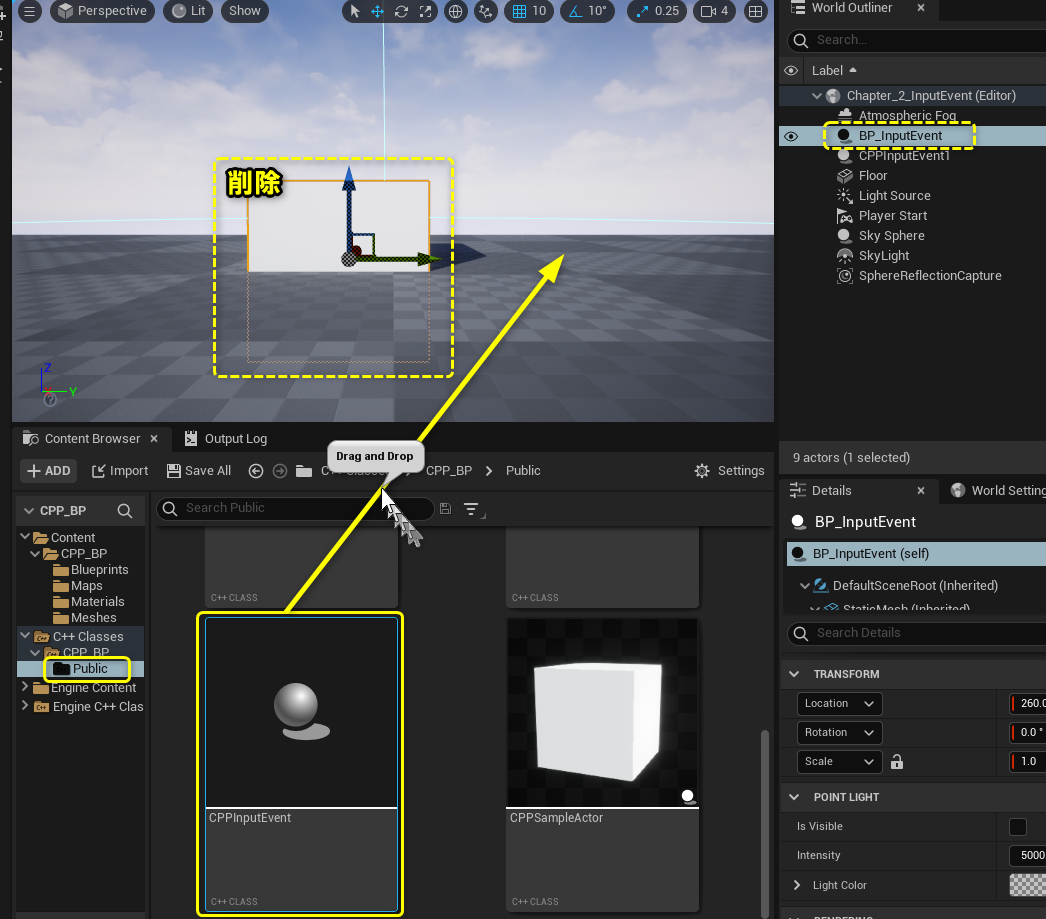 Perspective
Lit
Show
10
10°
0.25
4
削除
Z
Y
Content Browser
Output Log
ADD
Import
Save All
CPP_BP
Public
Settings
Drag and Drop
CPP_BP
Search Public
Content
CPP_BP
Blueprints
Maps
Materials
Meshes
C++ Classes
CPP_BP
Public
Engine Content
Engine C++ Clas
C++ CLASS
C++ CLASS
CPPInputEvent
C++ CLASS
CPPSampleActor
C++ CLASS
World Outliner
Search...
Label
Chapter_2_InputEvent (Editor)
Atmospheric Fog
BP_InputEvent
CPPInputEvent1
Floor
Light Source
Player Start
Sky Sphere
SkyLight
SphereReflectionCapture
9 actors (1 selected)
Details
World Setting
BP_InputEvent
BP_InputEvent (self)
DefaultSceneRoot (Inherited)
StaticMesh (Inherited)
Search Details
TRANSFORM
Location
260.0
Rotation
0.0 °
Scale
1.0
POINT LIGHT
Is Visible
Intensity
5000
Light Color